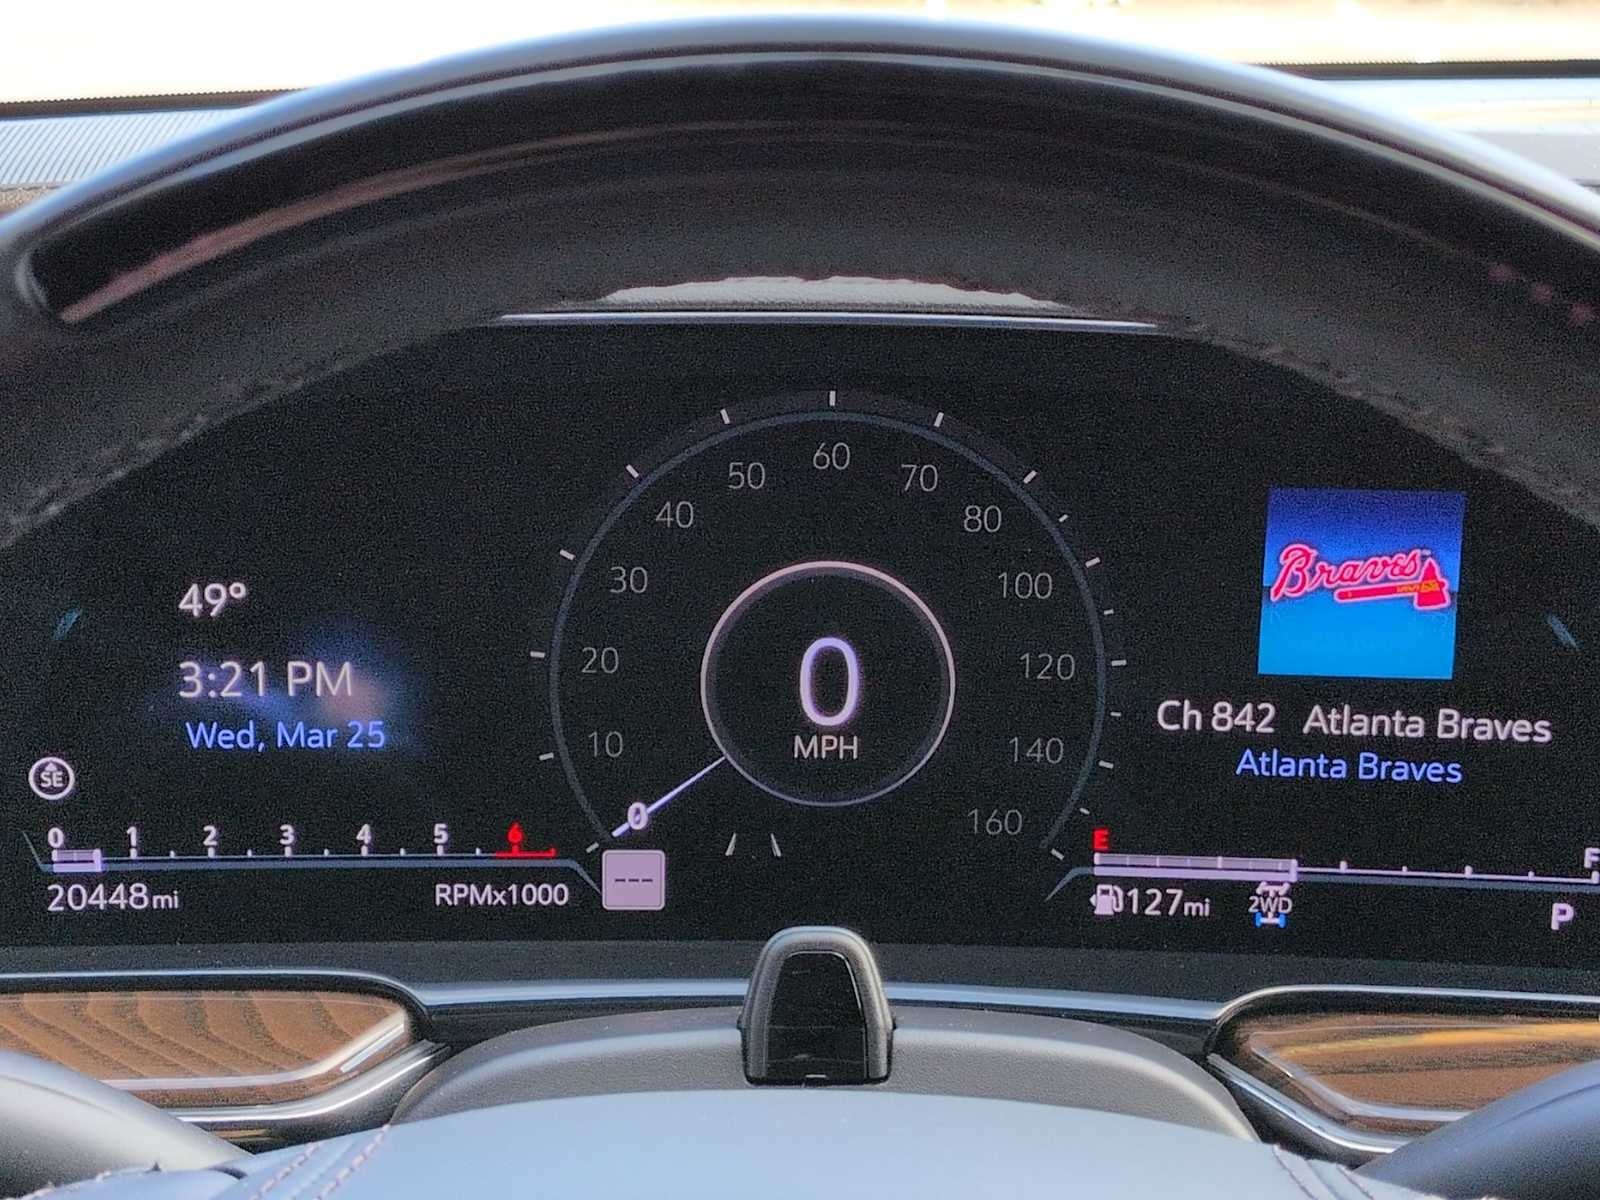 49°
3:21 PM
Wed, Mar 25
SE
0 1 2 3 4 5 6
20448mi
RPMx1000
0 10 20 30 40 50 60 70 80 100 120 140 160
0
MPH
---
Braves
Ch 842 Atlanta Braves
Atlanta Braves
E F
127mi
2WD
P